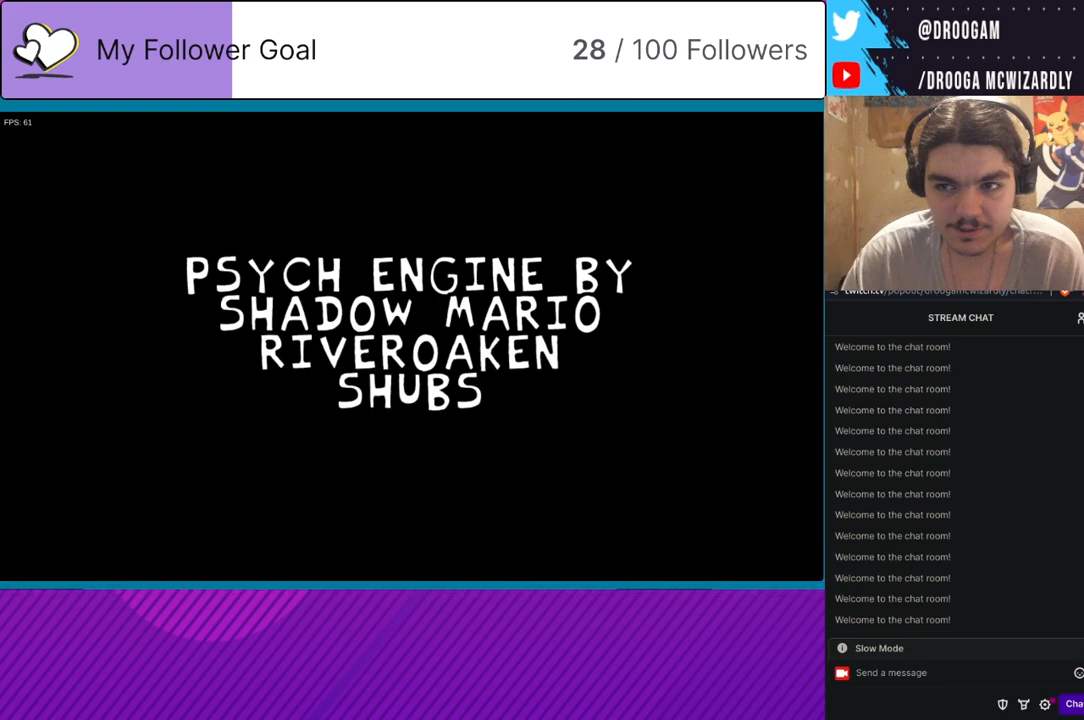 My Follower Goal
28 / 100 Followers
@DROOGAM
/DROOGA MCWIZARDLY
FPS: 61
PSYCH ENGINE BY
SHADOW MARIO
RIVEROAKEN
SHUBS
STREAM CHAT
Welcome to the chat room!
Welcome to the chat room!
Welcome to the chat room!
Welcome to the chat room!
Welcome to the chat room!
Welcome to the chat room!
Welcome to the chat room!
Welcome to the chat room!
Welcome to the chat room!
Welcome to the chat room!
Welcome to the chat room!
Welcome to the chat room!
Welcome to the chat room!
Welcome to the chat room!
Slow Mode
Send a message
Cha